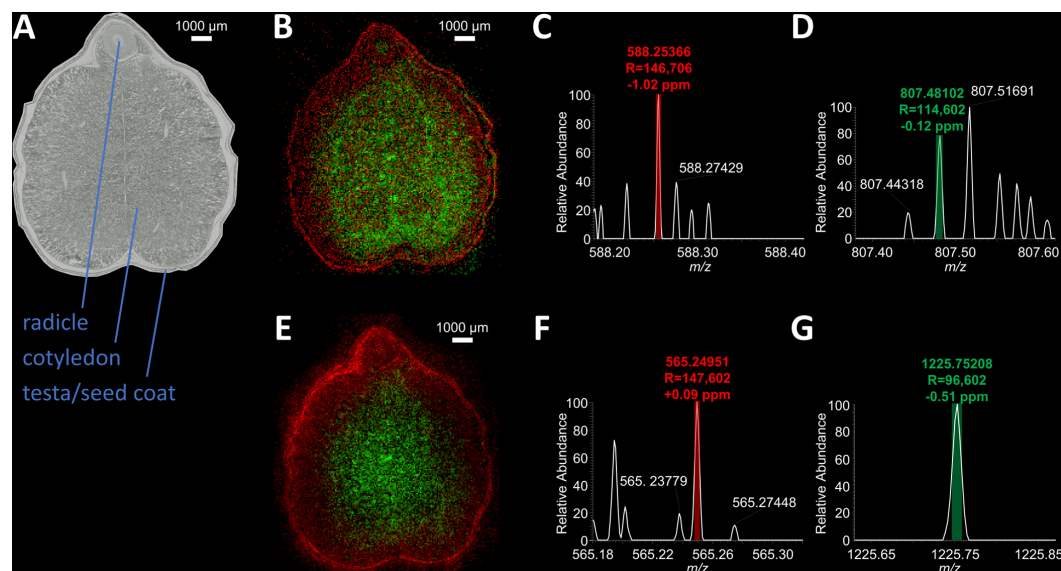 A
1000 µm
radicle
cotyledon
testa/seed coat
B
1000 µm
C
588.25366
R=146,706
-1.02 ppm
588.27429
Relative Abundance
100
80
60
40
20
0
588.20
588.30
588.40
m/z
D
807.48102
R=114,602
-0.12 ppm
807.51691
807.44318
Relative Abundance
100
80
60
40
20
0
807.40
807.50
807.60
m/z
E
1000 µm
F
565.24951
R=147,602
+0.09 ppm
565. 23779
565.27448
Relative Abundance
100
80
60
40
20
0
565.18
565.22
565.26
565.30
m/z
G
1225.75208
R=96,602
-0.51 ppm
Relative Abundance
100
80
60
40
20
0
1225.65
1225.75
1225.85
m/z